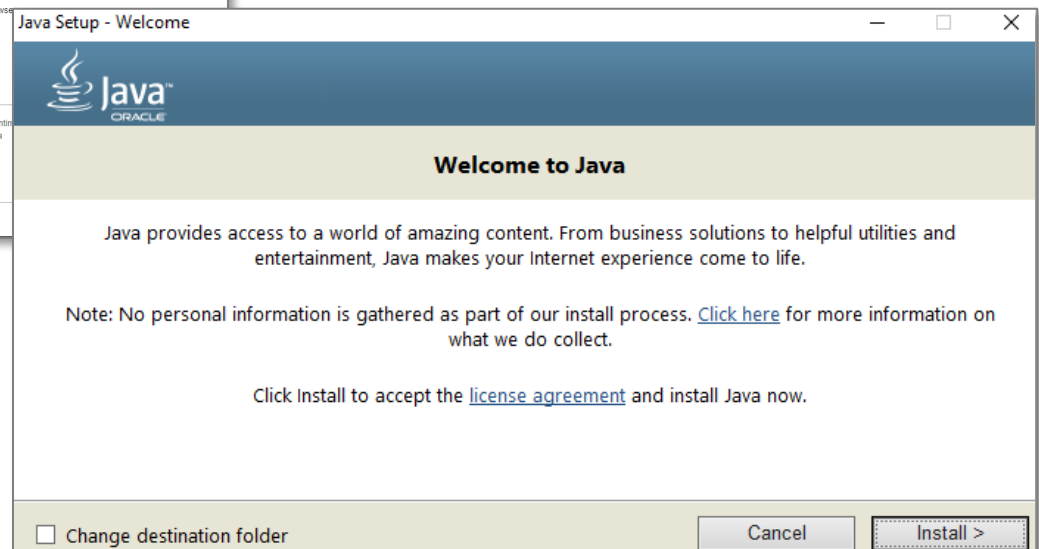 Java Setup - Welcome
Java™
ORACLE
Welcome to Java
Java provides access to a world of amazing content. From business solutions to helpful utilities and
entertainment, Java makes your Internet experience come to life.
Note: No personal information is gathered as part of our install process. Click here for more information on
what we do collect.
Click Install to accept the license agreement and install Java now.
Change destination folder
Cancel
Install >